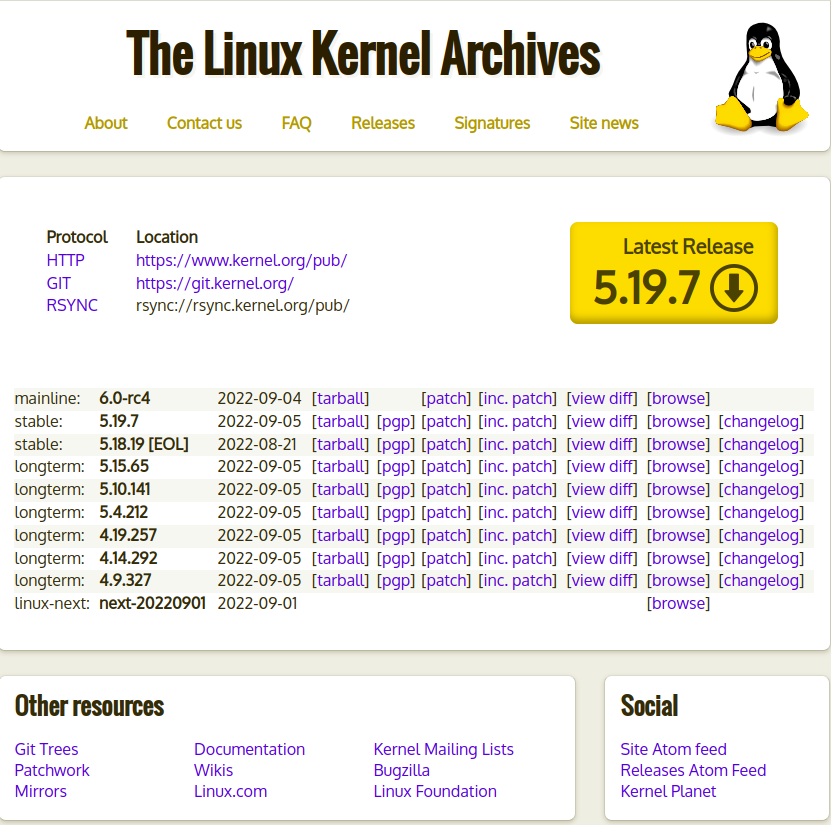 The Linux Kernel Archives
About Contact us FAQ Releases Signatures Site news
Protocol Location
HTTP https://www.kernel.org/pub/
GIT https://git.kernel.org/
RSYNC rsync://rsync.kernel.org/pub/
Latest Release
5.19.7
mainline: 6.0-rc4 2022-09-04 [tarball] [patch] [inc. patch] [view diff] [browse]
stable: 5.19.7 2022-09-05 [tarball] [pgp] [patch] [inc. patch] [view diff] [browse] [changelog]
stable: 5.18.19 [EOL] 2022-08-21 [tarball] [pgp] [patch] [inc. patch] [view diff] [browse] [changelog]
longterm: 5.15.65 2022-09-05 [tarball] [pgp] [patch] [inc. patch] [view diff] [browse] [changelog]
longterm: 5.10.141 2022-09-05 [tarball] [pgp] [patch] [inc. patch] [view diff] [browse] [changelog]
longterm: 5.4.212 2022-09-05 [tarball] [pgp] [patch] [inc. patch] [view diff] [browse] [changelog]
longterm: 4.19.257 2022-09-05 [tarball] [pgp] [patch] [inc. patch] [view diff] [browse] [changelog]
longterm: 4.14.292 2022-09-05 [tarball] [pgp] [patch] [inc. patch] [view diff] [browse] [changelog]
longterm: 4.9.327 2022-09-05 [tarball] [pgp] [patch] [inc. patch] [view diff] [browse] [changelog]
linux-next: next-20220901 2022-09-01 [browse]
Other resources
Git Trees Documentation Kernel Mailing Lists
Patchwork Wikis Bugzilla
Mirrors Linux.com Linux Foundation
Social
Site Atom feed
Releases Atom Feed
Kernel Planet